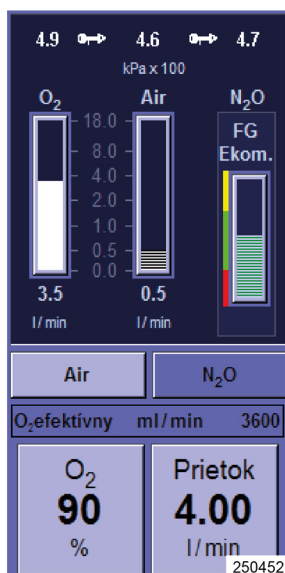 4.9 4.6 4.7
kPa x 100
O₂ Air N₂O
18.0
8.0
4.0
2.0
1.0
0.5
0.0
FG
Ekom.
3.5 0.5
l/min l/min
Air N₂O
O₂efektívny ml/min 3600
O₂ Prietok
90 4.00
% l/min
250452